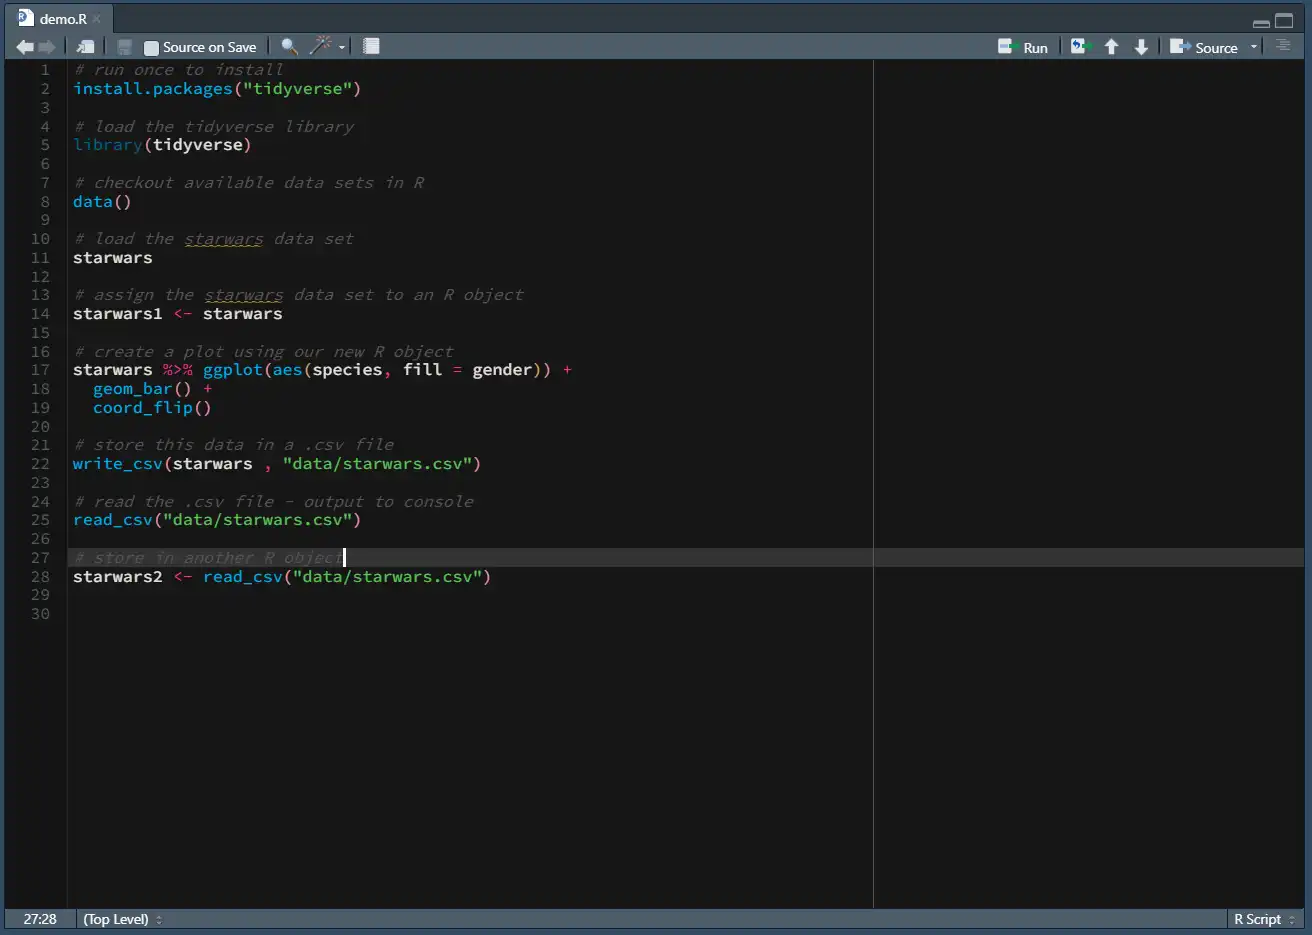 demo.R
Source on Save Run Source
1 # run once to install
2 install.packages("tidyverse")
3
4 # load the tidyverse library
5 library(tidyverse)
6
7 # checkout available data sets in R
8 data()
9
10 # load the starwars data set
11 starwars
12
13 # assign the starwars data set to an R object
14 starwars1 <- starwars
15
16 # create a plot using our new R object
17 starwars %>% ggplot(aes(species, fill = gender)) +
18   geom_bar() +
19   coord_flip()
20
21 # store this data in a .csv file
22 write_csv(starwars , "data/starwars.csv")
23
24 # read the .csv file - output to console
25 read_csv("data/starwars.csv")
26
27 # store in another R object
28 starwars2 <- read_csv("data/starwars.csv")
29
30
27:28 (Top Level) R Script